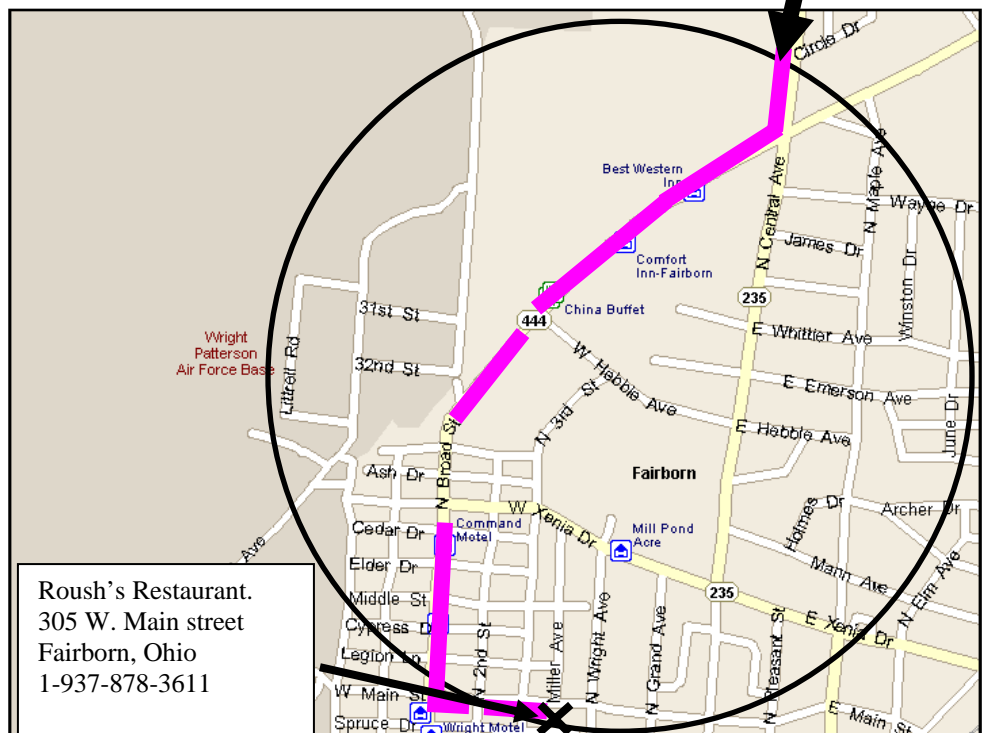 Circle Dr
Best Western
Inn
N Maple Ave
Wayne Dr
N Central Ave
James Dr
Comfort
Inn-Fairborn
Winston Dr
235
31st St
China Buffet
444
E Whittier Ave
Wright
Patterson
Air Force Base
Littrell Rd
32nd St
W Hebble Ave
E Emerson Ave
N 3rd St
June Dr
N Broad St
E Hebble Ave
Ash Dr
Fairborn
W Xenia Dr
Holmes Dr
Archer Dr
Cedar Dr
Command
Motel
Mill Pond
Acre
Ave
Elder Dr
Mann Ave
N Elm Ave
Roush’s Restaurant.
305 W. Main street
Fairborn, Ohio
1-937-878-3611
Middle St
235
Cypress D
E Xenia Dr
Legion Ln
N 2nd St
Miller Ave
N Wright Ave
N Grand Ave
N Pleasant St
W Main St
E Main St
Spruce Dr
Wright Motel